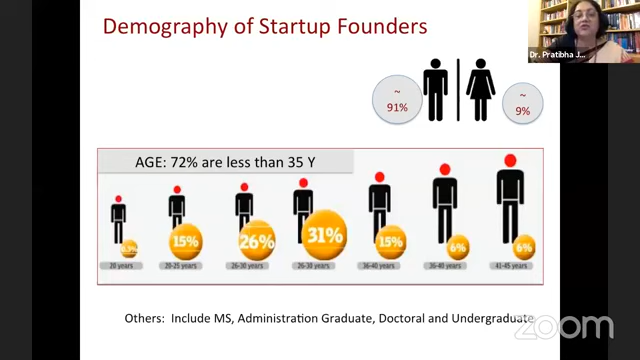 Demography of Startup Founders
Dr. Pratibha J...
~
91%
~
9%
AGE: 72% are less than 35 Y
15%
26%
31%
15%
6%
6%
20 years
20-25 years
26-30 years
26-30 years
36-40 years
36-40 years
41-45 years
Others: Include MS, Administration Graduate, Doctoral and Undergraduate
zoom